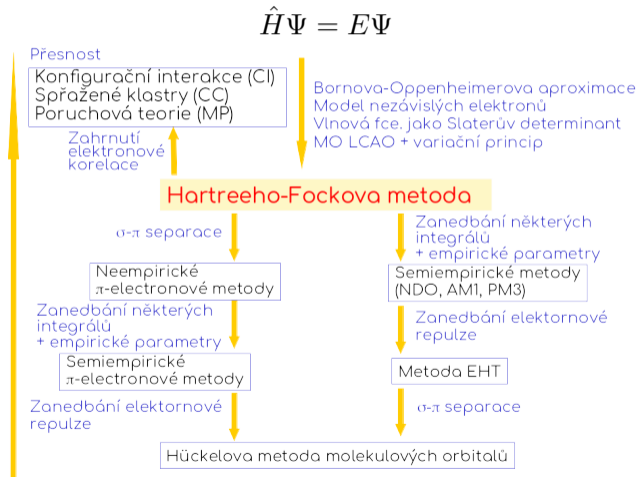 ĤΨ = EΨ
Přesnost
Konfigurační interakce (CI)
Spřažené klastry (CC)
Poruchová teorie (MP)
Bornova-Oppenheimerova aproximace
Model nezávislých elektronů
Vlnová fce. jako Slaterův determinant
MO LCAO + variační princip
Zahrnutí
elektronové
korelace
Hartreeho-Fockova metoda
σ-π separace
Zanedbání některých
integrálů
+ empirické parametry
Neempirické
π-electronové metody)
Semiempirické metody
(NDO, AM1, PM3)
Zanedbání některých
integrálů
+ empirické parametry
Zanedbání elektornové
repulze
Semiempirické
π-electronové metody)
Metoda EHT
Zanedbání elektornové
repulze
σ-π separace
Hückelova metoda molekulových orbitalů